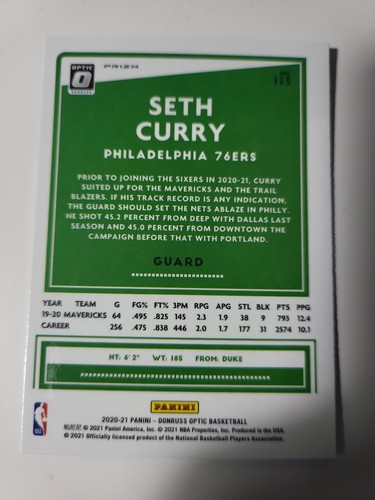 OPTIC
PRIZM
NO.
115
SETH
CURRY
PHILADELPHIA 76ERS
PRIOR TO JOINING THE SIXERS IN 2020-21, CURRY
SUITED UP FOR THE MAVERICKS AND THE TRAIL
BLAZERS. IF HIS TRACK RECORD IS ANY INDICATION,
THE GUARD SHOULD SET THE NETS ABLAZE IN PHILLY.
HE SHOT 45.2 PERCENT FROM DEEP WITH DALLAS LAST
SEASON AND 45.0 PERCENT FROM DOWNTOWN THE
CAMPAIGN BEFORE THAT WITH PORTLAND.
GUARD
YEAR TEAM G FG% FT% 3PM RPG APG STL BLK PTS PPG
19-20 MAVERICKS 64 .495 .825 145 2.3 1.9 38 9 793 12.4
CAREER 256 .475 .838 446 2.0 1.7 177 31 2574 10.1
HT: 6' 2" WT: 185 FROM: DUKE
PANINI
2020-21 PANINI - DONRUSS OPTIC BASKETBALL
帕尼尼 © 2021 Panini America, Inc. © 2021 NBA Properties, Inc. Produced in the USA.
© 2021 Officially licensed product of the National Basketball Players Association.